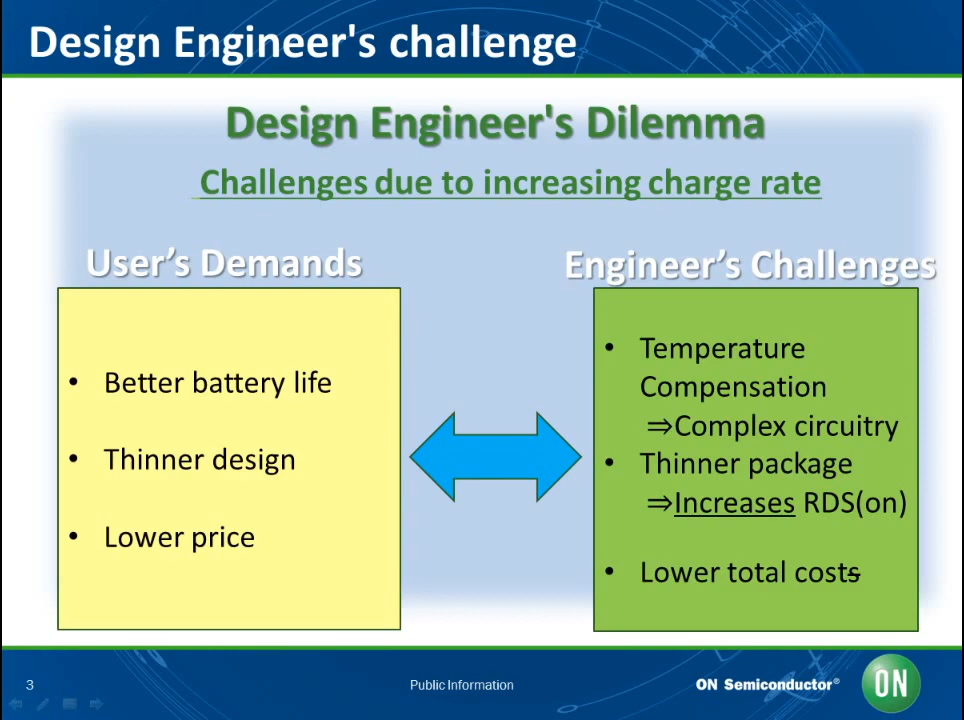 Design Engineer's challenge
Design Engineer's Dilemma
Challenges due to increasing charge rate
User’s Demands
• Better battery life
• Thinner design
• Lower price
Engineer’s Challenges
• Temperature
Compensation
⇒Complex circuitry
• Thinner package
⇒Increases RDS(on)
• Lower total costs
3
Public Information
ON Semiconductor®
ON